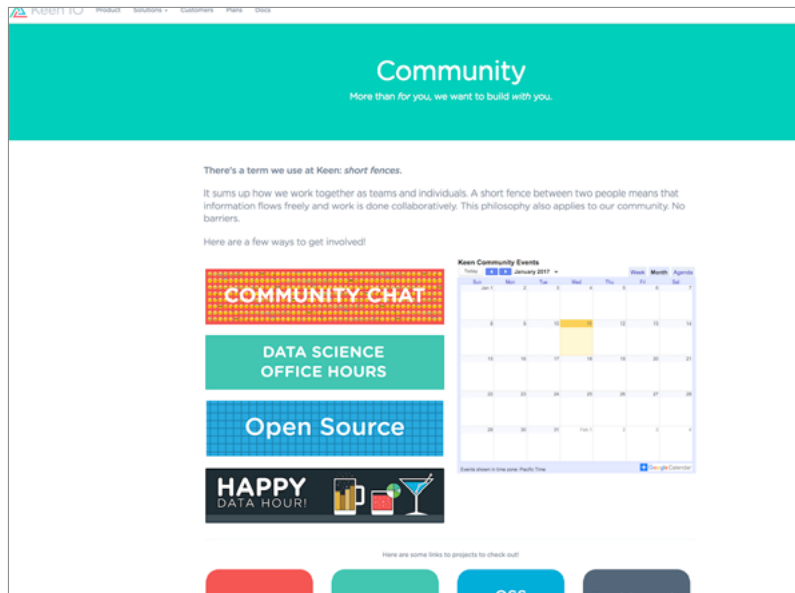 Keen IO Product Solutions Customers Plans Docs
Community
More than for you, we want to build with you.
There's a term we use at Keen: short fences.
It sums up how we work together as teams and individuals. A short fence between two people means that
information flows freely and work is done collaboratively. This philosophy also applies to our community. No
barriers.
Here are a few ways to get involved!
COMMUNITY CHAT
DATA SCIENCE
OFFICE HOURS
Open Source
HAPPY
DATA HOUR!
Keen Community Events
Today January 2017 Week Month Agenda
Sun Mon Tue Wed Thu Fri Sat
Jan 1 2 3 4 5 6 7
8 9 10 11 12 13 14
15 16 17 18 19 20 21
22 23 24 25 26 27 28
29 30 31 Feb 1 2 3 4
Events shown in time zone: Pacific Time
Google Calendar
Here are some links to projects to check out!